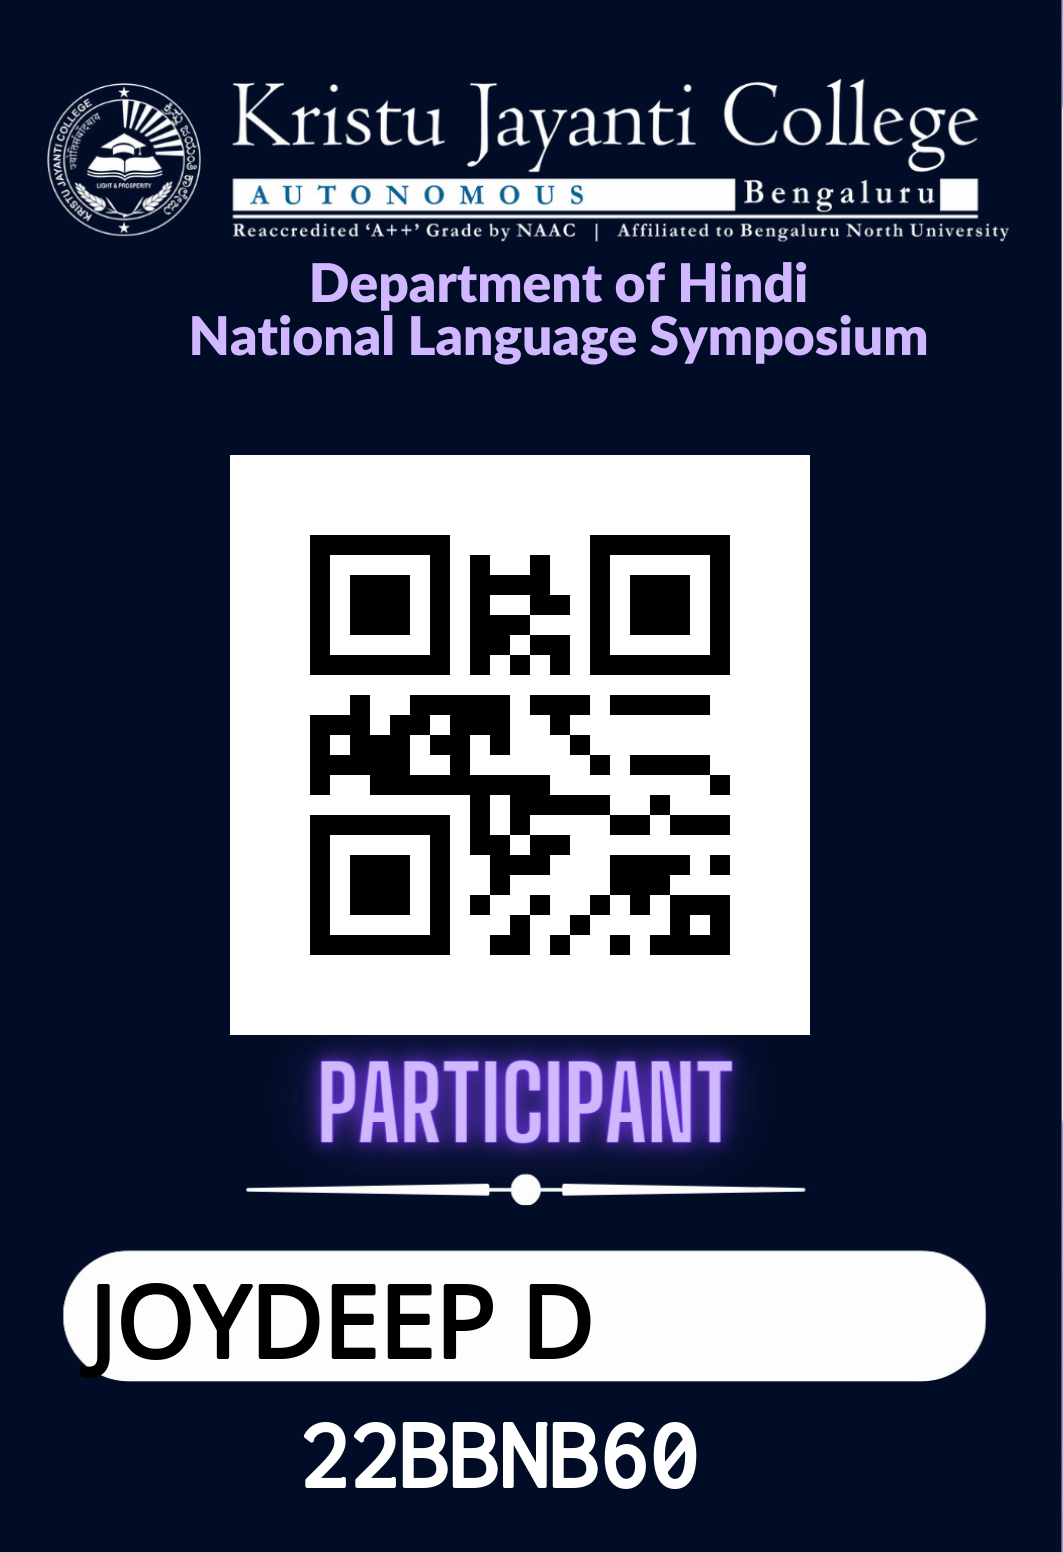 Kristu Jayanti College
AUTONOMOUS Bengaluru
Reaccredited ‘A++’ Grade by NAAC | Affiliated to Bengaluru North University
KRISTU JAYANTI COLLEGE
LIGHT & PROSPERITY
Department of Hindi
National Language Symposium
PARTICIPANT
JOYDEEP D
22BBNB60